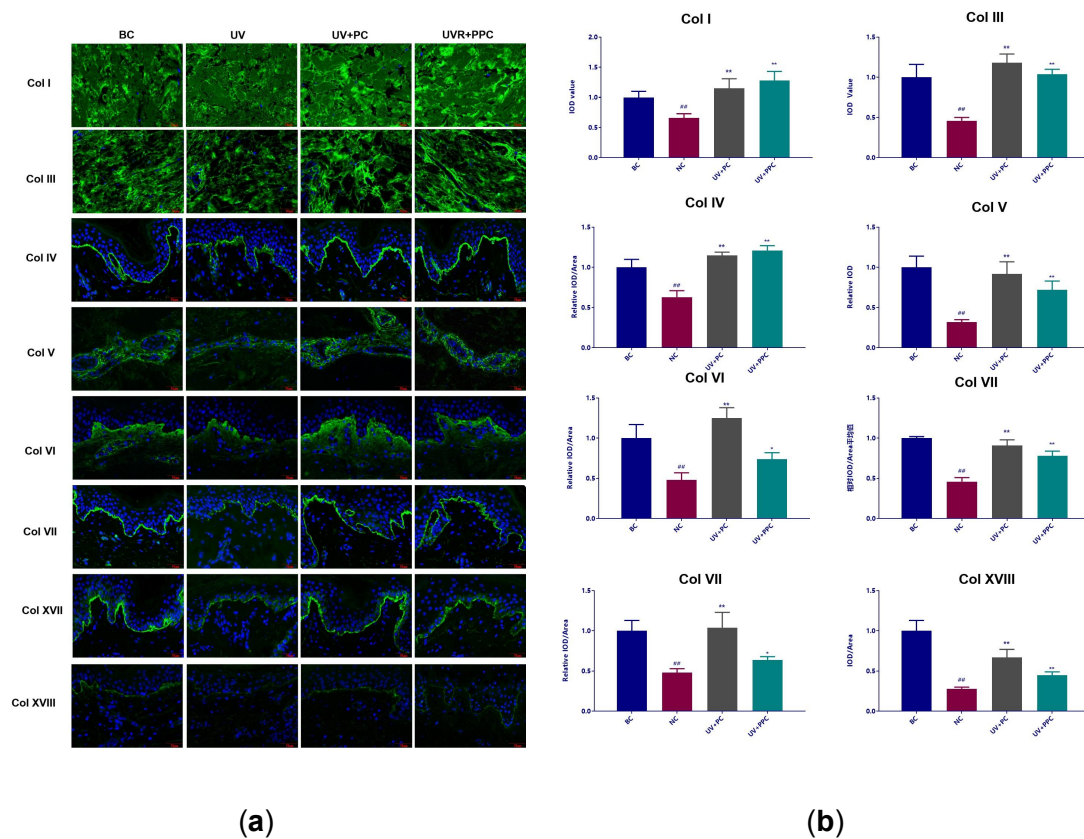 BC UV UV+PC UVR+PPC
Col I
Col III
Col IV
Col V
Col VI
Col VII
Col XVII
Col XVIII
(a)
Col I
IOD value
2.0
1.5
1.0
0.5
0.0
## ** **
BC NC UV+PC UV+PPC
Col III
IOD Value
1.5
1.0
0.5
0.0
## ** **
BC NC UV+PC UV+PPC
Col IV
Relative IOD/Area
1.5
1.0
0.5
0.0
## ** **
BC NC UV+PC UV+PPC
Col V
Relative IOD
1.5
1.0
0.5
0.0
## ** **
BC NC UV+PC UV+PPC
Col VI
Relative IOD/Area
1.5
1.0
0.5
0.0
## ** *
BC NC UV+PC UV+PPC
Col VII
相对IOD/Area平均值
1.5
1.0
0.5
0.0
## ** **
BC NC UV+PC UV+PPC
Col VII
Relative IOD/Area
1.5
1.0
0.5
0.0
## ** *
BC NC UV+PC UV+PPC
Col XVIII
IOD/Area
1.5
1.0
0.5
0.0
## ** **
BC NC UV+PC UV+PPC
(b)